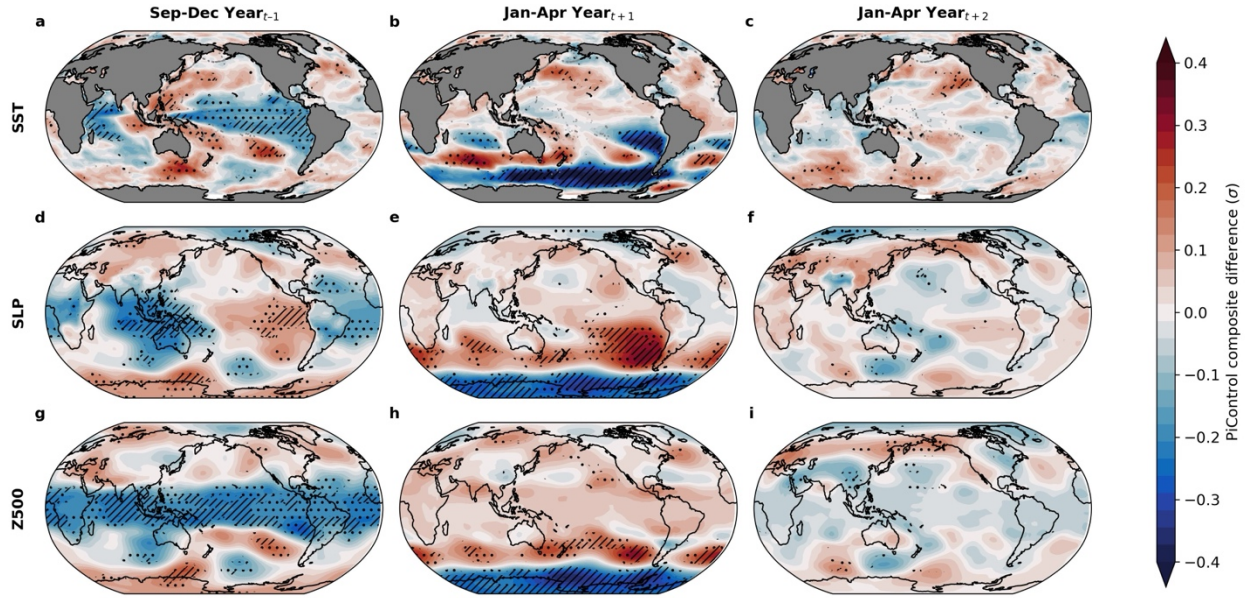 Sep-Dec Year t–1
Jan-Apr Year t + 1
Jan-Apr Year t + 2
a
b
c
SST
d
e
f
SLP
g
h
i
Z500
0.4
0.3
0.2
0.1
0.0
−0.1
−0.2
−0.3
−0.4
PiControl composite difference (σ)